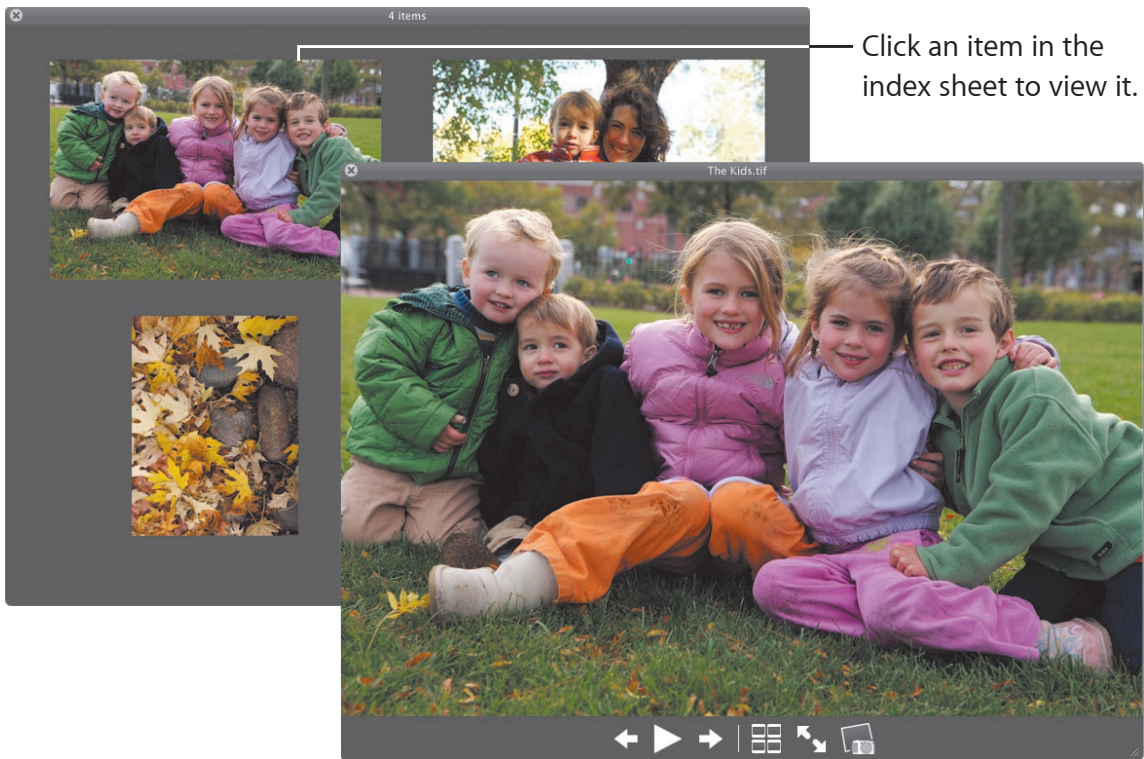 4 items
Click an item in the
index sheet to view it.
The Kids.tif